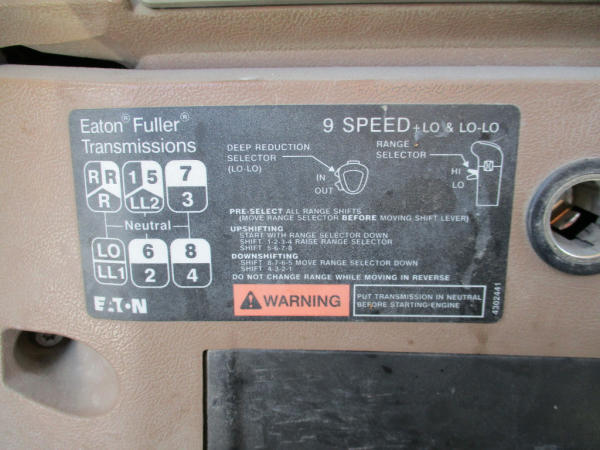 Eaton® Fuller®
Transmissions
9 SPEED +LO & LO-LO
DEEP REDUCTION
SELECTOR
(LO-LO)
IN
OUT
RANGE
SELECTOR
HI
LO
R R 1 5 7
R LL2 3
Neutral
LO 6 8
LL1 2 4
PRE-SELECT ALL RANGE SHIFTS
(MOVE RANGE SELECTOR BEFORE MOVING SHIFT LEVER)
UPSHIFTING
START WITH RANGE SELECTOR DOWN
SHIFT 1-2-3-4 RAISE RANGE SELECTOR
SHIFT 5-6-7-8
DOWNSHIFTING
SHIFT 8-7-6-5 MOVE RANGE SELECTOR DOWN
SHIFT 4-3-2-1
DO NOT CHANGE RANGE WHILE MOVING IN REVERSE
EATON
WARNING
PUT TRANSMISSION IN NEUTRAL
BEFORE STARTING ENGINE
4302441